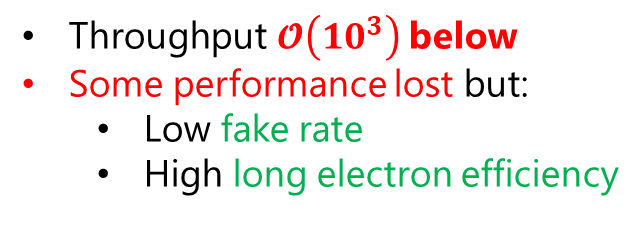 • Throughput 𝓞(10³) below
• Some performance lost but:
• Low fake rate
• High long electron efficiency